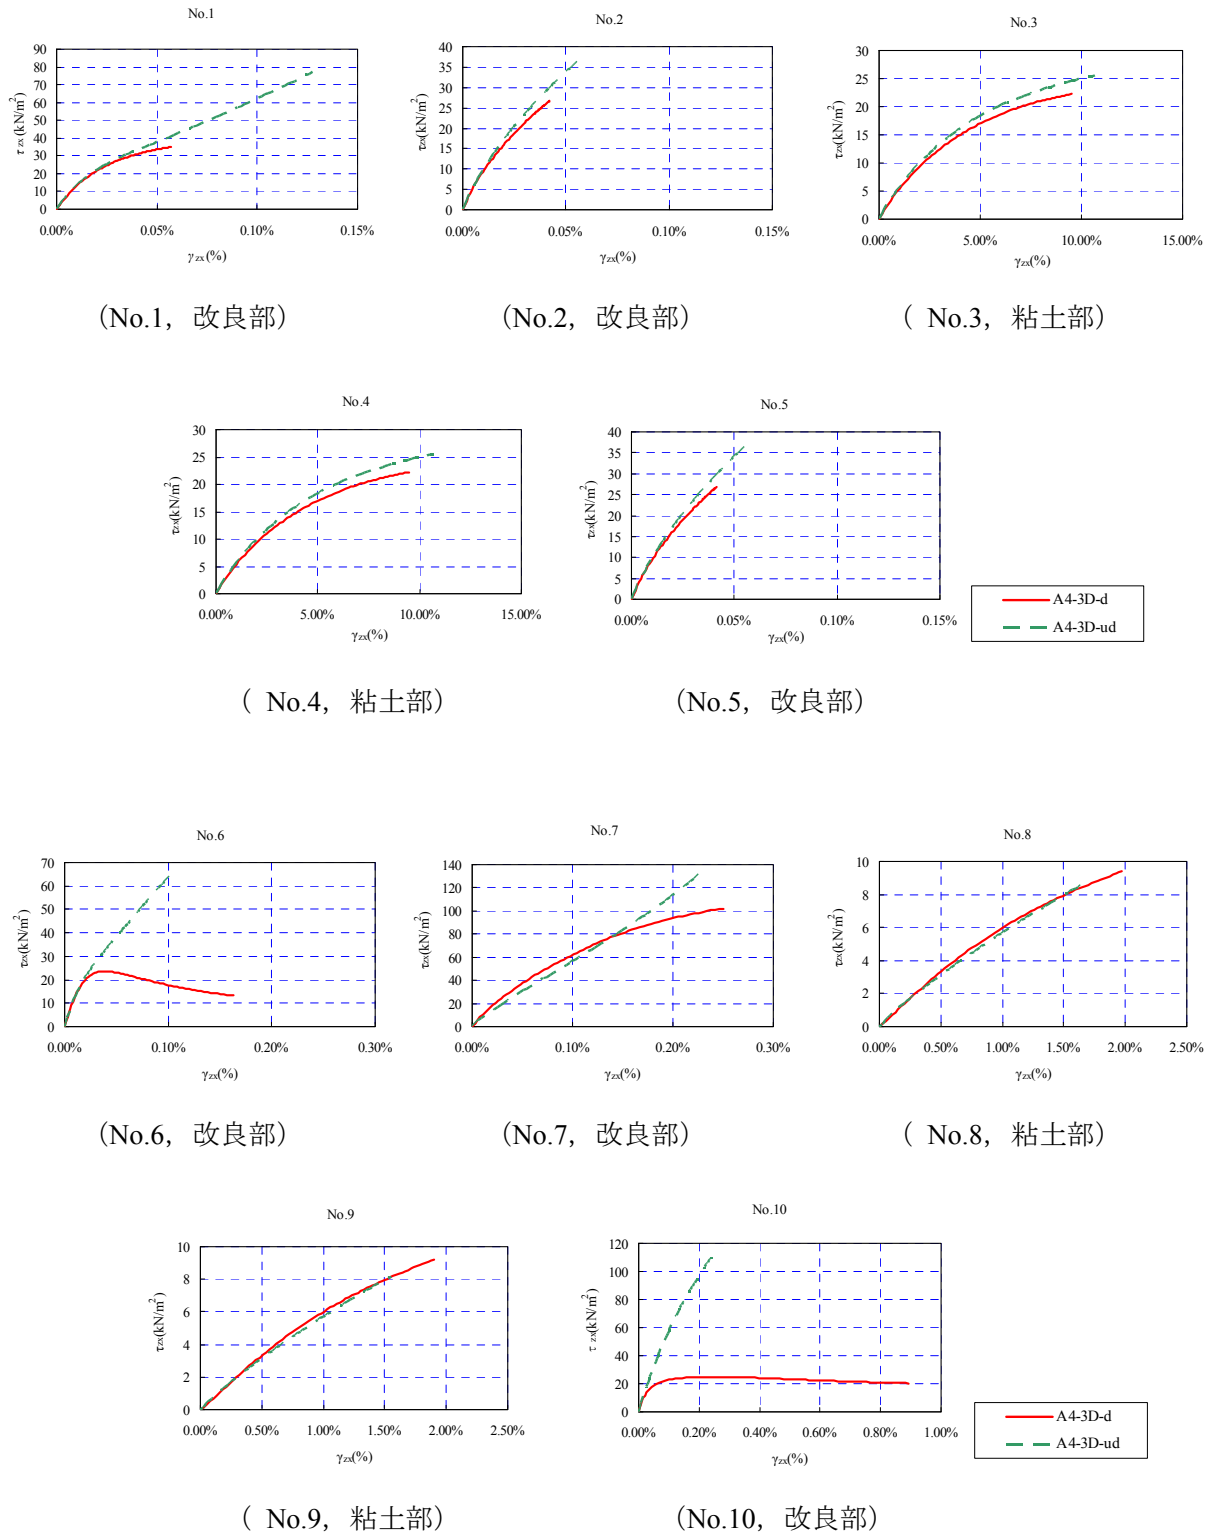 No.1
90
80
70
60
50
40
30
20
10
0
τ zx (kN/m²)
0.00% 0.05% 0.10% 0.15%
γzx(%)
(No.1, 改良部)
No.2
40
35
30
25
20
15
10
5
0
τzx(kN/m²)
0.00% 0.05% 0.10% 0.15%
γzx(%)
(No.2, 改良部)
No.3
30
25
20
15
10
5
0
τzx(kN/m²)
0.00% 5.00% 10.00% 15.00%
γzx(%)
( No.3, 粘土部)
No.4
30
25
20
15
10
5
0
τzx(kN/m²)
0.00% 5.00% 10.00% 15.00%
γzx(%)
( No.4, 粘土部)
No.5
40
35
30
25
20
15
10
5
0
τzx(kN/m²)
0.00% 0.05% 0.10% 0.15%
γzx(%)
(No.5, 改良部)
A4-3D-d
A4-3D-ud
No.6
70
60
50
40
30
20
10
0
τzx(kN/m²)
0.00% 0.10% 0.20% 0.30%
γzx(%)
(No.6, 改良部)
No.7
140
120
100
80
60
40
20
0
τzx(kN/m²)
0.00% 0.10% 0.20% 0.30%
γzx(%)
(No.7, 改良部)
No.8
10
8
6
4
2
0
τzx(kN/m²)
0.00% 0.50% 1.00% 1.50% 2.00% 2.50%
γzx(%)
( No.8, 粘土部)
No.9
10
8
6
4
2
0
τzx(kN/m²)
0.00% 0.50% 1.00% 1.50% 2.00% 2.50%
γzx(%)
( No.9, 粘土部)
No.10
120
100
80
60
40
20
0
τ zx(kN/m²)
0.00% 0.20% 0.40% 0.60% 0.80% 1.00%
γzx(%)
(No.10, 改良部)
A4-3D-d
A4-3D-ud